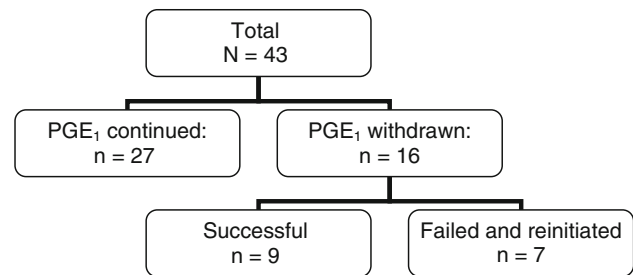 Total
N = 43
PGE₁ continued:
n = 27
PGE₁ withdrawn:
n = 16
Successful
n = 9
Failed and reinitiated
n = 7